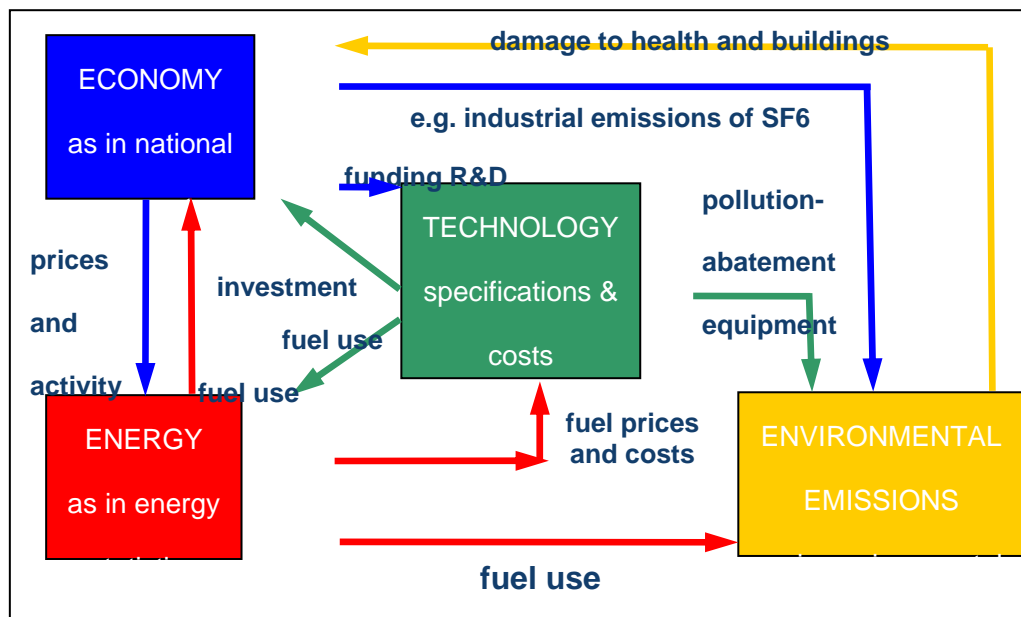 damage to health and buildings
ECONOMY
as in national
e.g. industrial emissions of SF6
funding R&D
TECHNOLOGY
specifications &
costs
pollution-
abatement
equipment
prices
and
activity
investment
fuel use
fuel use
fuel prices
and costs
ENERGY
as in energy
ENVIRONMENTAL
EMISSIONS
fuel use